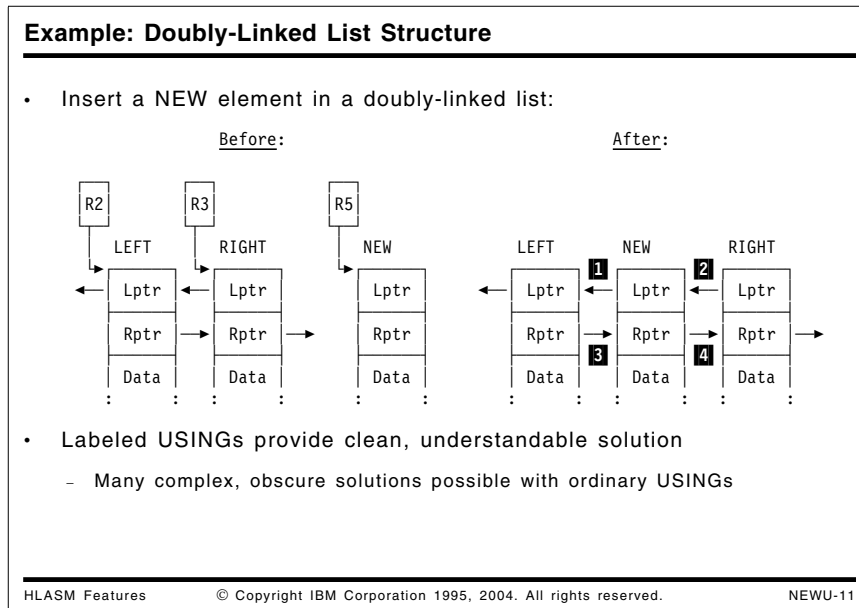 Example: Doubly-Linked List Structure
• Insert a NEW element in a doubly-linked list:
Before: After:
R2 R3 R5
LEFT RIGHT NEW LEFT NEW RIGHT
1 2
Lptr Lptr Lptr Lptr Lptr Lptr
Rptr Rptr Rptr Rptr Rptr Rptr
3 4
Data Data Data Data Data Data
: : : : : : : : : : : :
• Labeled USINGs provide clean, understandable solution
– Many complex, obscure solutions possible with ordinary USINGs
HLASM Features © Copyright IBM Corporation 1995, 2004. All rights reserved. NEWU-11